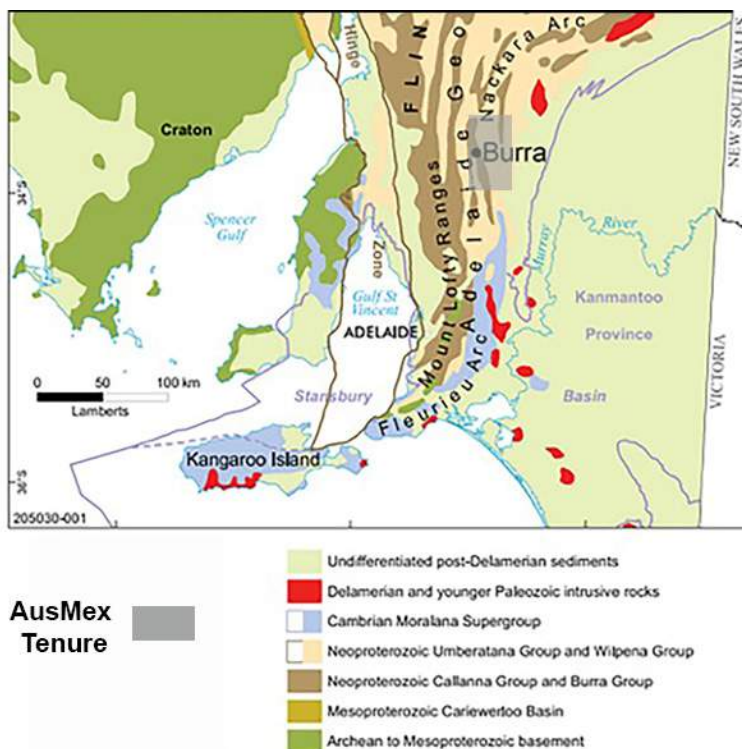 Hinge
Zone
FLIN
Mount Lofty Ranges
Adelaide Geo
Nackara Arc
NEW SOUTH WALES
Craton
Burra
34°S
Spencer
Gulf
Murray
River
Gulf St
Vincent
Kanmantoo
Province
ADELAIDE
0 50 100 km
Lamberts
Fleurieu Arc
Stansbury
Basin
VICTORIA
Kangaroo Island
36°S
205030-001
AusMex
Tenure
Undifferentiated post-Delamerian sediments
Delamerian and younger Paleozoic intrusive rocks
Cambrian Moralana Supergroup
Neoproterozoic Umberatana Group and Wilpena Group
Neoproterozoic Callanna Group and Burra Group
Mesoproterozoic Cariewerloo Basin
Archean to Mesoproterozoic basement